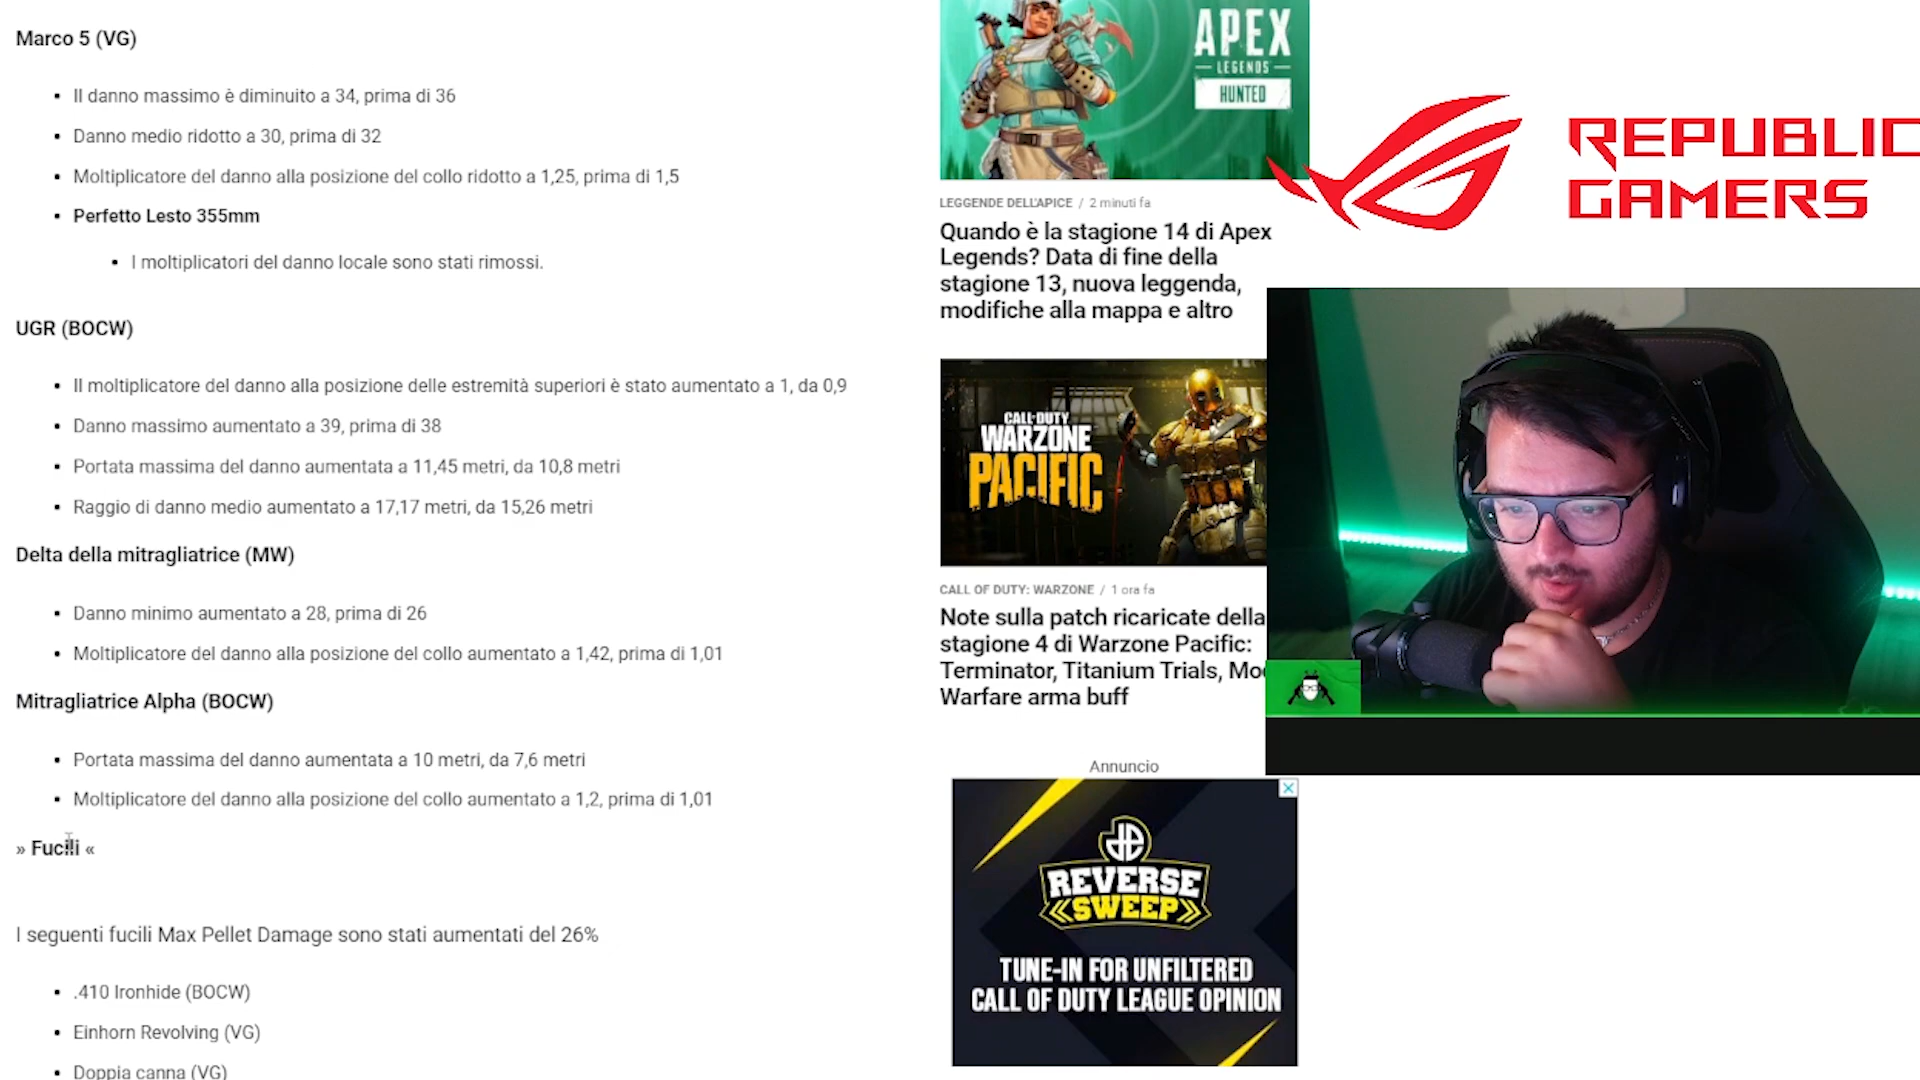 Marco 5 (VG)
▪ Il danno massimo è diminuito a 34, prima di 36
▪ Danno medio ridotto a 30, prima di 32
▪ Moltiplicatore del danno alla posizione del collo ridotto a 1,25, prima di 1,5
▪ Perfetto Lesto 355mm
▪ I moltiplicatori del danno locale sono stati rimossi.
UGR (BOCW)
▪ Il moltiplicatore del danno alla posizione delle estremità superiori è stato aumentato a 1, da 0,9
▪ Danno massimo aumentato a 39, prima di 38
▪ Portata massima del danno aumentata a 11,45 metri, da 10,8 metri
▪ Raggio di danno medio aumentato a 17,17 metri, da 15,26 metri
Delta della mitragliatrice (MW)
▪ Danno minimo aumentato a 28, prima di 26
▪ Moltiplicatore del danno alla posizione del collo aumentato a 1,42, prima di 1,01
Mitragliatrice Alpha (BOCW)
▪ Portata massima del danno aumentata a 10 metri, da 7,6 metri
▪ Moltiplicatore del danno alla posizione del collo aumentato a 1,2, prima di 1,01
» Fucili «
I seguenti fucili Max Pellet Damage sono stati aumentati del 26%
▪ .410 Ironhide (BOCW)
▪ Einhorn Revolving (VG)
▪ Doppia canna (VG)
APEX
LEGENDS
HUNTED
LEGGENDE DELL'APICE / 2 minuti fa
Quando è la stagione 14 di Apex
Legends? Data di fine della
stagione 13, nuova leggenda,
modifiche alla mappa e altro
CALL OF DUTY
WARZONE
PACIFIC
CALL OF DUTY: WARZONE / 1 ora fa
Note sulla patch ricaricate della
stagione 4 di Warzone Pacific:
Terminator, Titanium Trials, Mo
Warfare arma buff
Annuncio
REVERSE
SWEEP
TUNE-IN FOR UNFILTERED
CALL OF DUTY LEAGUE OPINION
REPUBLIC
GAMERS